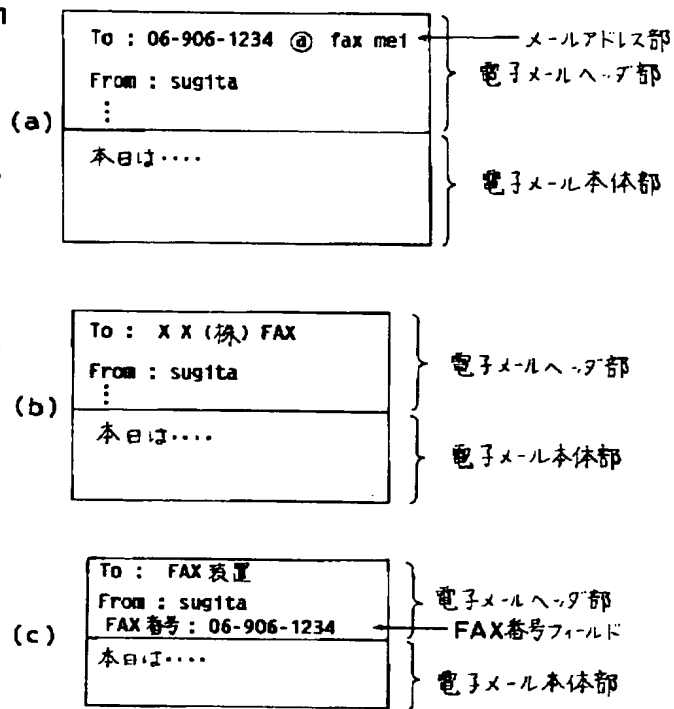 To : 06-906-1234 @ fax mei
メールアドレス部
From : sugita
電子メールヘッダ部
⋮
(a)
本日は‥‥
電子メール本体部
To : X X (株) FAX
From : sugita
電子メールヘッダ部
⋮
(b)
本日は‥‥
電子メール本体部
To : FAX装置
From : sugita
電子メールヘッダ部
FAX番号 : 06-906-1234
FAX番号フィールド
(c)
本日は‥‥
電子メール本体部